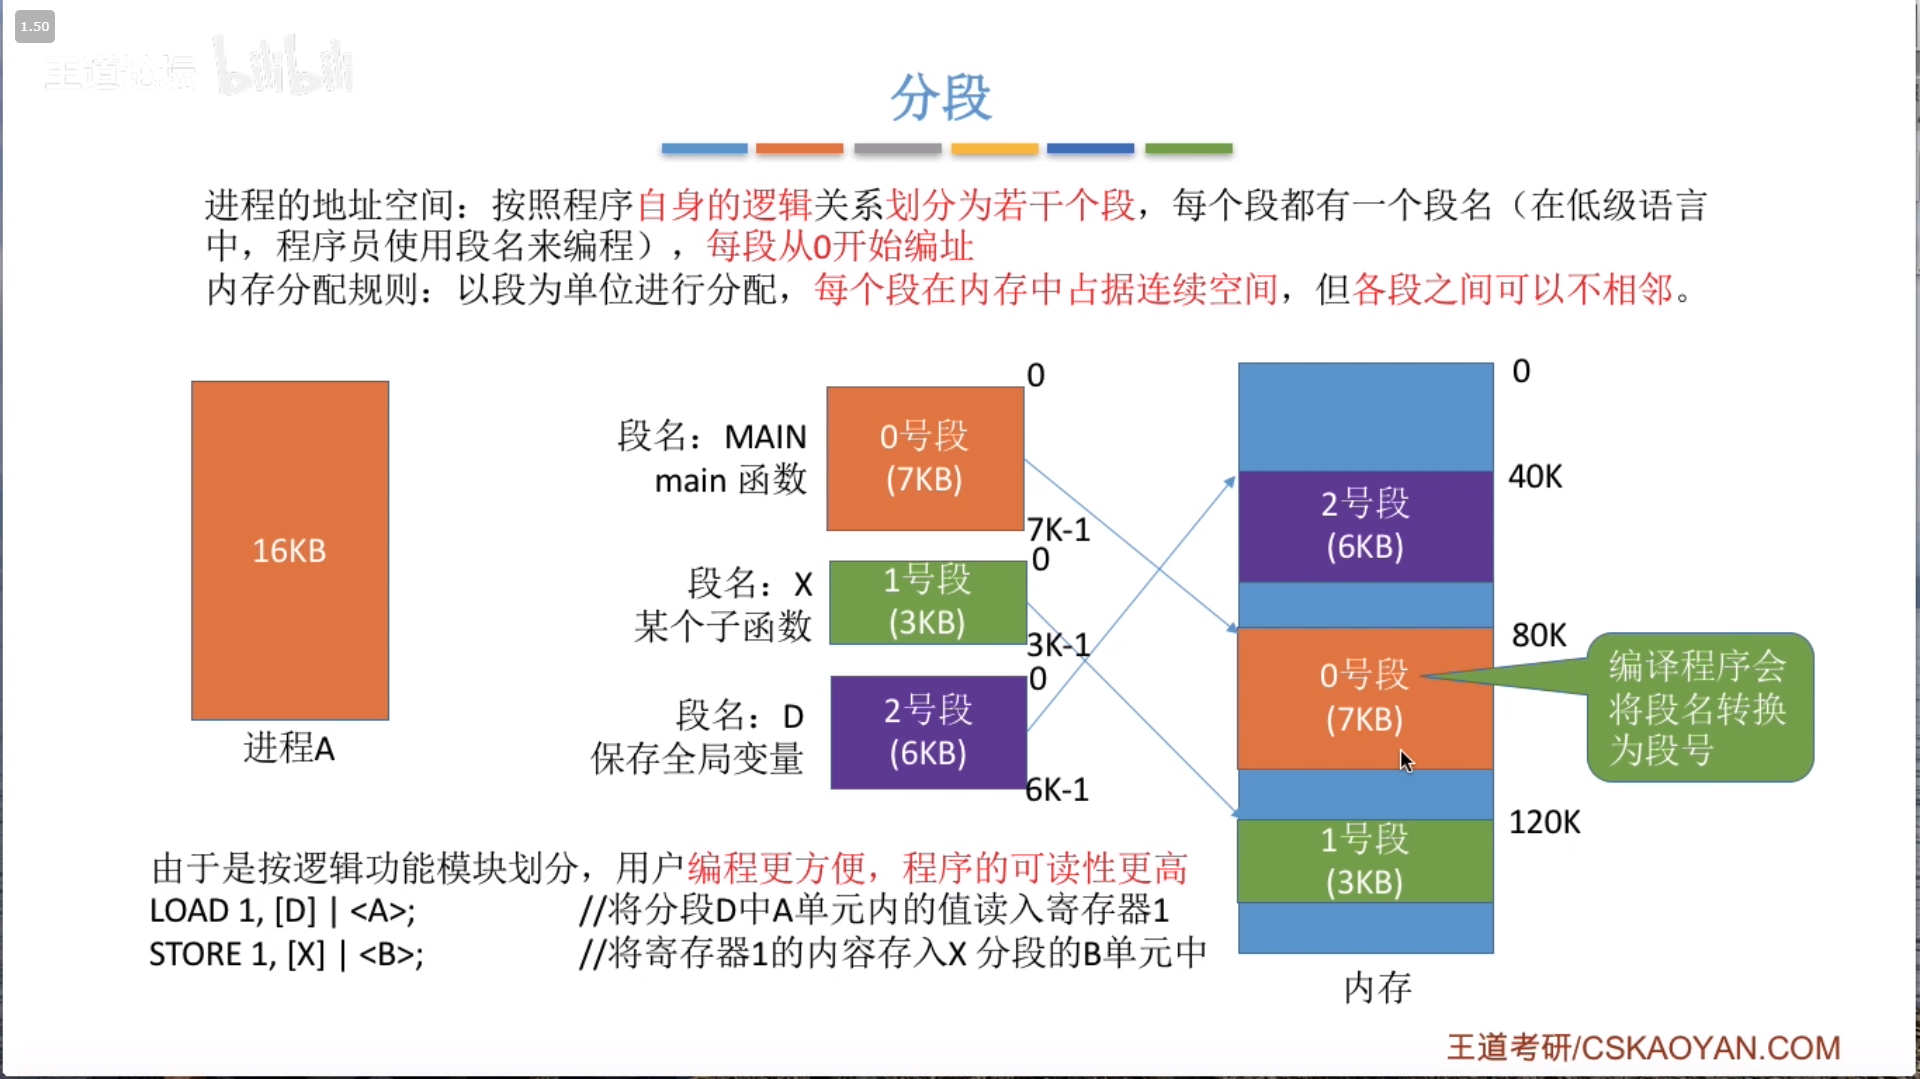 1.50
王道论坛 bilibili
分段
进程的地址空间：按照程序自身的逻辑关系划分为若干个段，每个段都有一个段名（在低级语言
中，程序员使用段名来编程），每段从0开始编址
内存分配规则：以段为单位进行分配，每个段在内存中占据连续空间，但各段之间可以不相邻。
16KB
进程A
段名：MAIN
main 函数
0号段
(7KB)
0
7K-1
段名：X
某个子函数
1号段
(3KB)
0
3K-1
段名：D
保存全局变量
2号段
(6KB)
0
6K-1
0
2号段
(6KB)
40K
0号段
(7KB)
80K
编译程序会
将段名转换
为段号
1号段
(3KB)
120K
内存
由于是按逻辑功能模块划分，用户编程更方便，程序的可读性更高
LOAD 1, [D] | <A>; //将分段D中A单元内的值读入寄存器1
STORE 1, [X] | <B>; //将寄存器1的内容存入X 分段的B单元中
王道考研/CSKAOYAN.COM